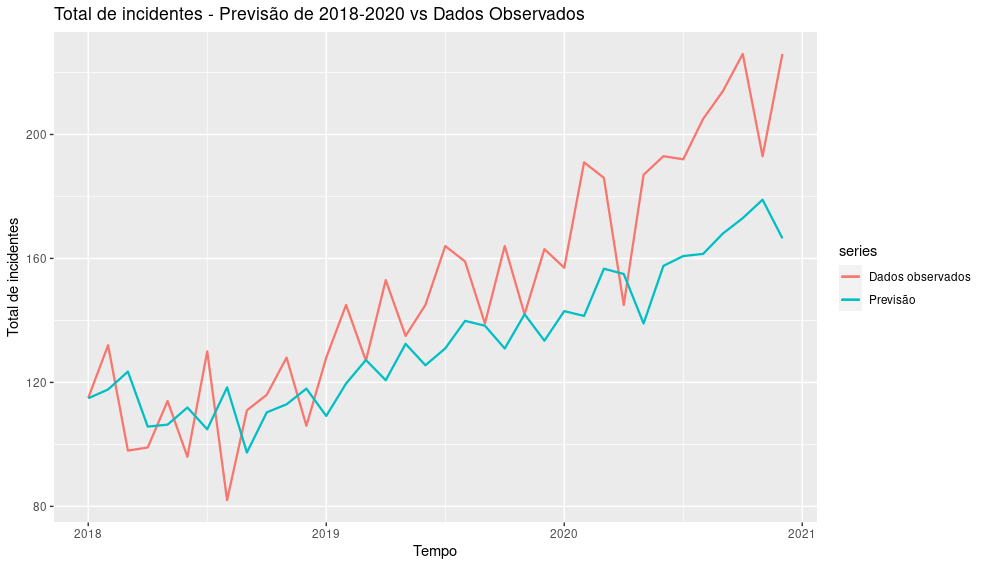 Total de incidentes - Previsão de 2018-2020 vs Dados Observados
Total de incidentes
200
160
120
80
2018
2019
2020
2021
Tempo
series
Dados observados
Previsão